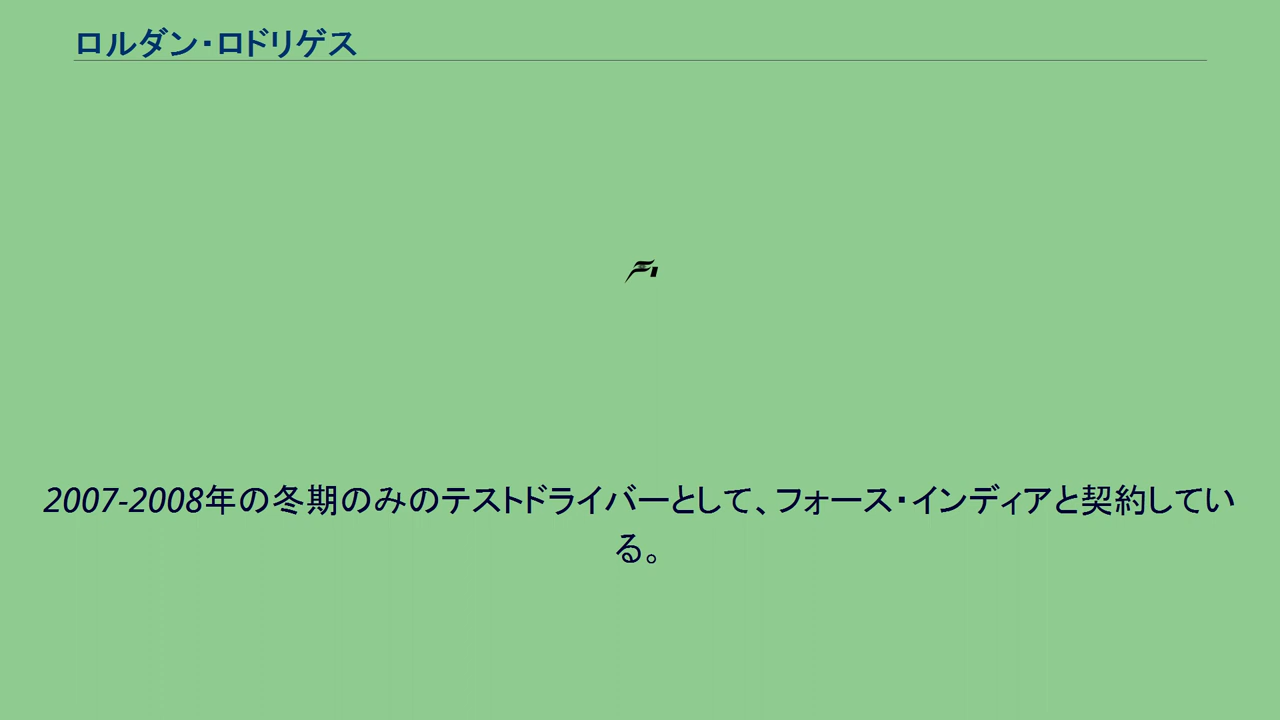 ロルダン・ロドリゲス
2007-2008年の冬期のみのテストドライバーとして、フォース・インディアと契約してい
る。